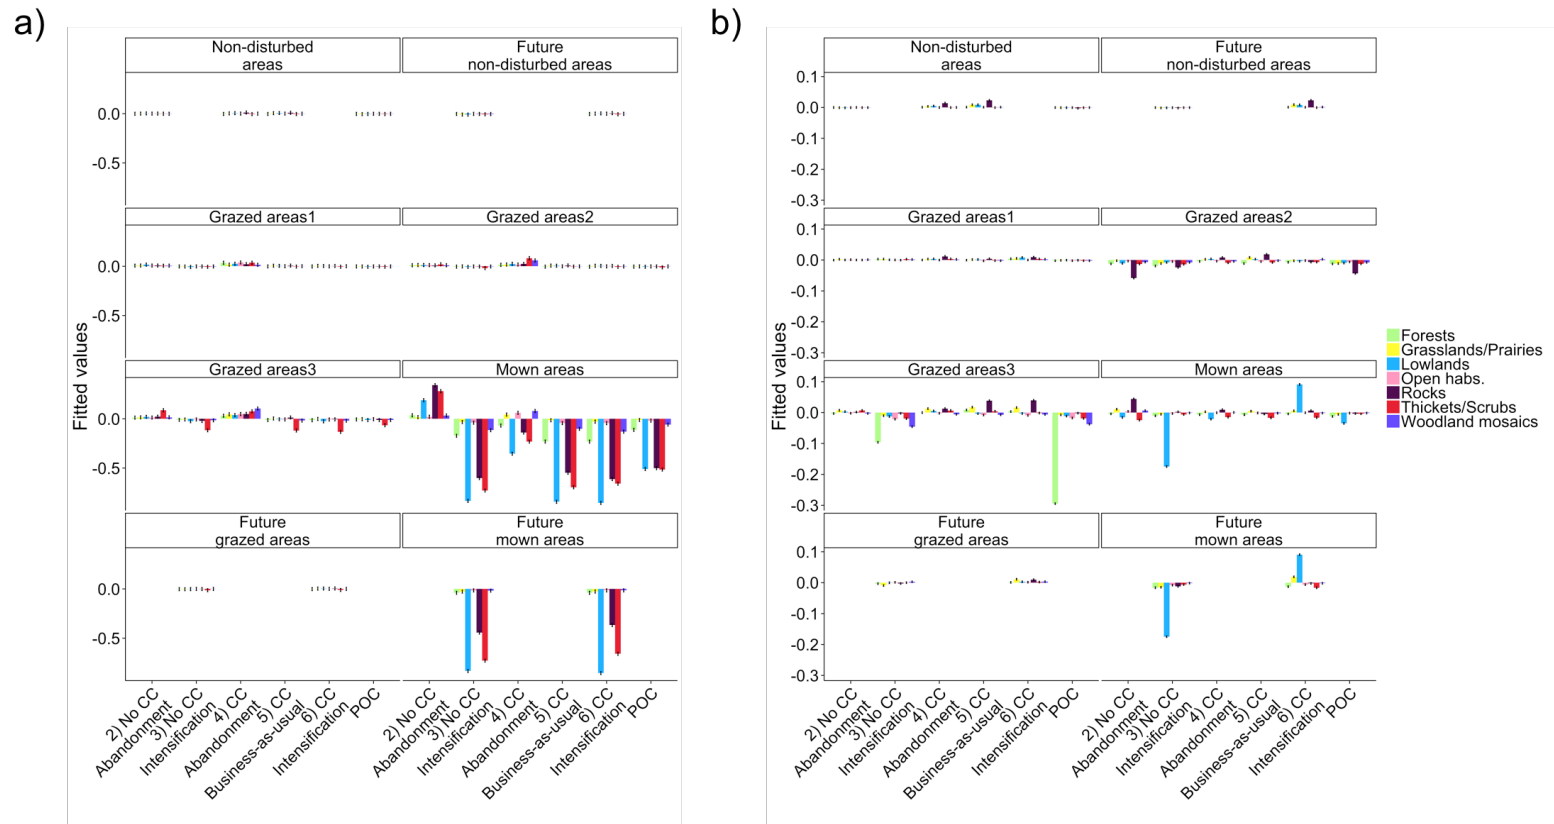 a)
Non-disturbed
areas
Future
non-disturbed areas
0.0
-0.5
Grazed areas1
Grazed areas2
0.0
-0.5
Grazed areas3
Mown areas
0.0
-0.5
Future
grazed areas
Future
mown areas
0.0
-0.5
Fitted values
2) No CC
Abandonment
3) No CC
Intensification
4) CC
Abandonment
5) CC
Business-as-usual
6) CC
Intensification
POC
2) No CC
Abandonment
3) No CC
Intensification
4) CC
Abandonment
5) CC
Business-as-usual
6) CC
Intensification
POC
b)
Non-disturbed
areas
Future
non-disturbed areas
0.1
0.0
-0.1
-0.2
-0.3
Grazed areas1
Grazed areas2
0.1
0.0
-0.1
-0.2
-0.3
Grazed areas3
Mown areas
0.1
0.0
-0.1
-0.2
-0.3
Future
grazed areas
Future
mown areas
0.1
0.0
-0.1
-0.2
-0.3
Fitted values
2) No CC
Abandonment
3) No CC
Intensification
4) CC
Abandonment
5) CC
Business-as-usual
6) CC
Intensification
POC
2) No CC
Abandonment
3) No CC
Intensification
4) CC
Abandonment
5) CC
Business-as-usual
6) CC
Intensification
POC
Forests
Grasslands/Prairies
Lowlands
Open habs.
Rocks
Thickets/Scrubs
Woodland mosaics